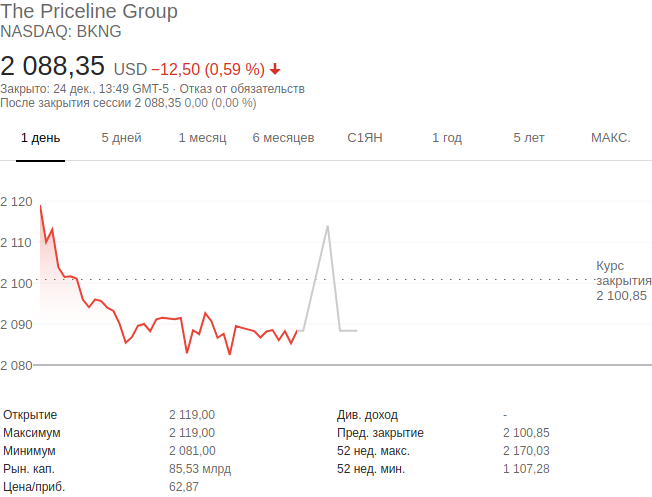 The Priceline Group
NASDAQ: BKNG
2 088,35 USD −12,50 (0,59 %)
Закрыто: 24 дек., 13:49 GMT-5 · Отказ от обязательств
После закрытия сессии 2 088,35 0,00 (0,00 %)
1 день 5 дней 1 месяц 6 месяцев С1ЯН 1 год 5 лет МАКС.
2 120
2 110
2 100
2 090
2 080
Курс
закрытия
2 100,85
Открытие 2 119,00 Див. доход -
Максимум 2 119,00 Пред. закрытие 2 100,85
Минимум 2 081,00 52 нед. макс. 2 170,03
Рын. кап. 85,53 млрд 52 нед. мин. 1 107,28
Цена/приб. 62,87